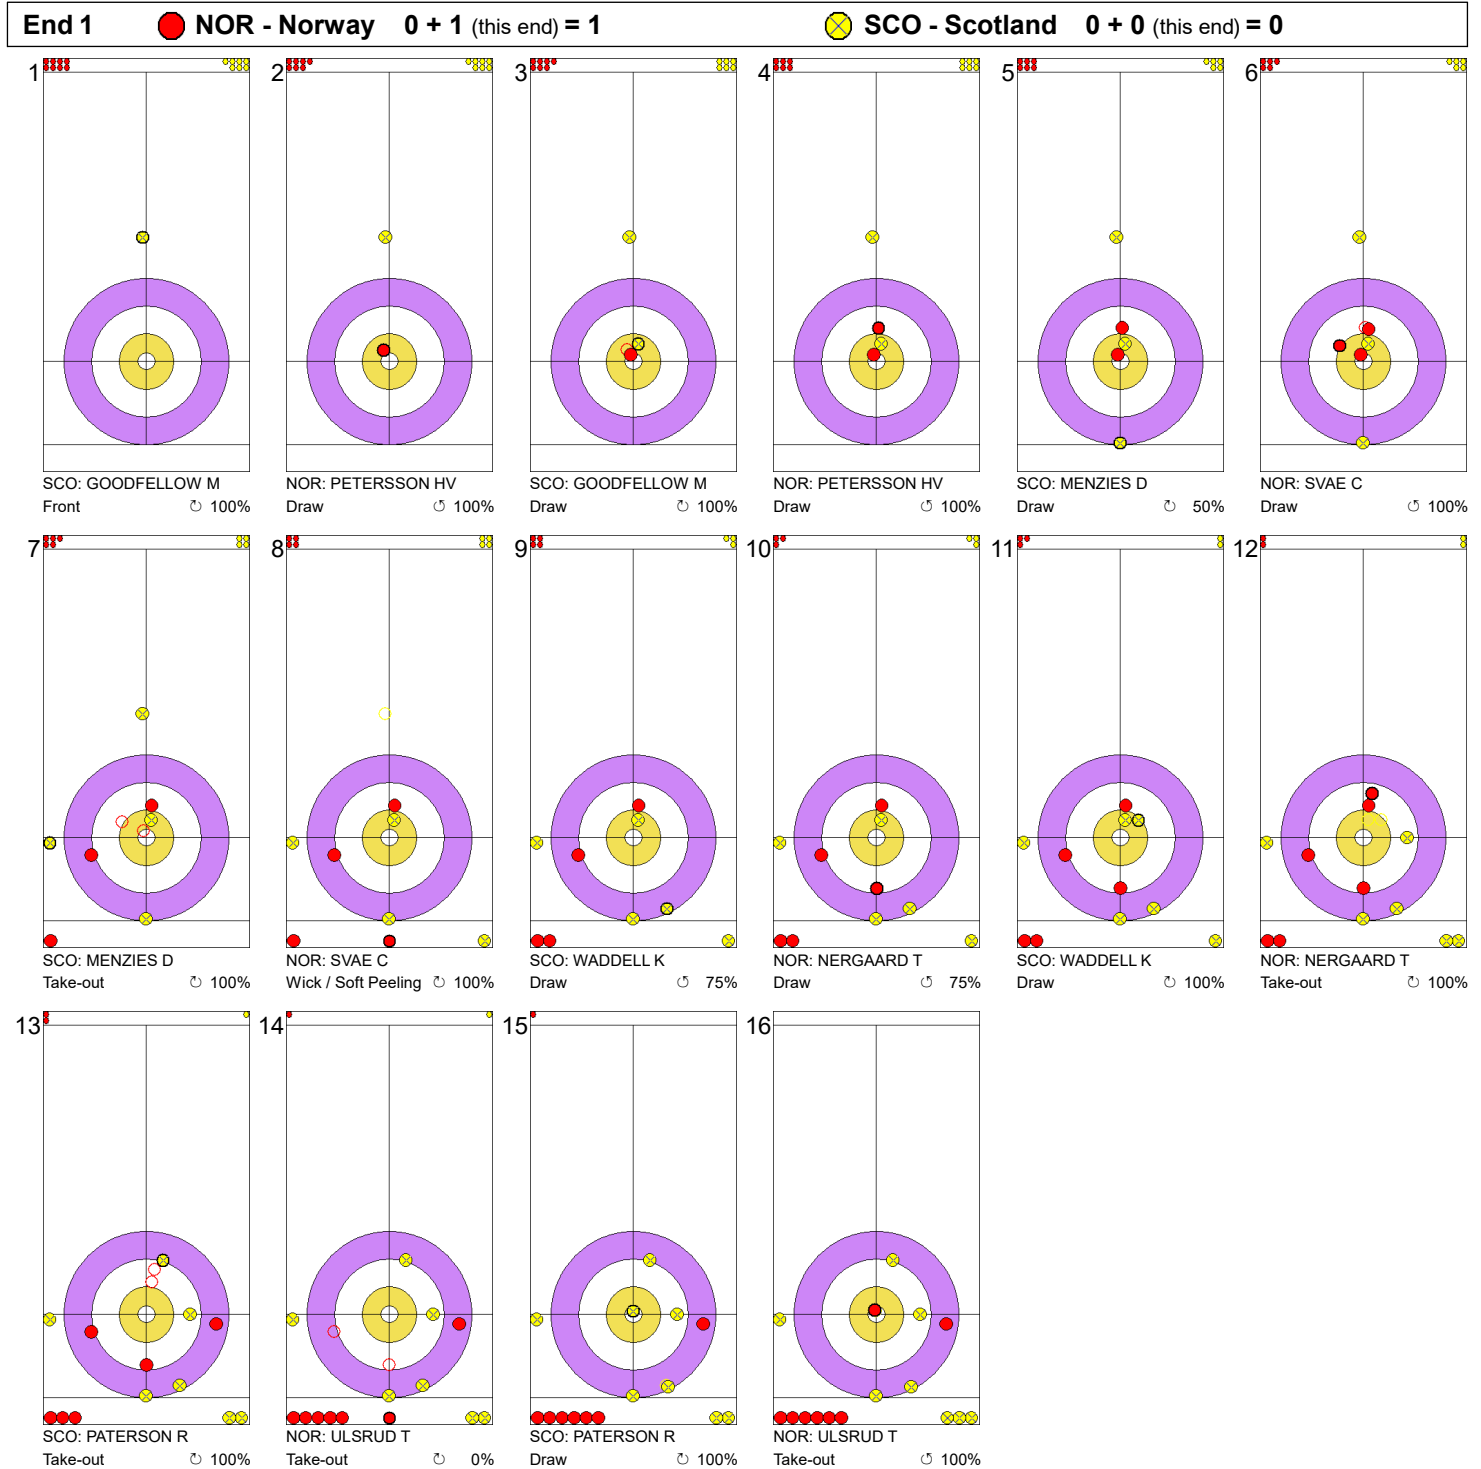 End 1 NOR - Norway 0 + 1 (this end) = 1 SCO - Scotland 0 + 0 (this end) = 0
1 2 3 4 5 6
SCO: GOODFELLOW M NOR: PETERSSON HV SCO: GOODFELLOW M NOR: PETERSSON HV SCO: MENZIES D NOR: SVAE C
Front ↻ 100% Draw ↺ 100% Draw ↻ 100% Draw ↺ 100% Draw ↻ 50% Draw ↻ 100%
7 8 9 10 11 12
SCO: MENZIES D NOR: SVAE C SCO: WADDELL K NOR: NERGAARD T SCO: WADDELL K NOR: NERGAARD T
Take-out ↻ 100% Wick / Soft Peeling ↻ 100% Draw ↺ 75% Draw ↺ 75% Draw ↻ 100% Take-out ↻ 100%
13 14 15 16
SCO: PATERSON R NOR: ULSRUD T SCO: PATERSON R NOR: ULSRUD T
Take-out ↻ 100% Take-out ↻ 0% Draw ↻ 100% Take-out ↻ 100%